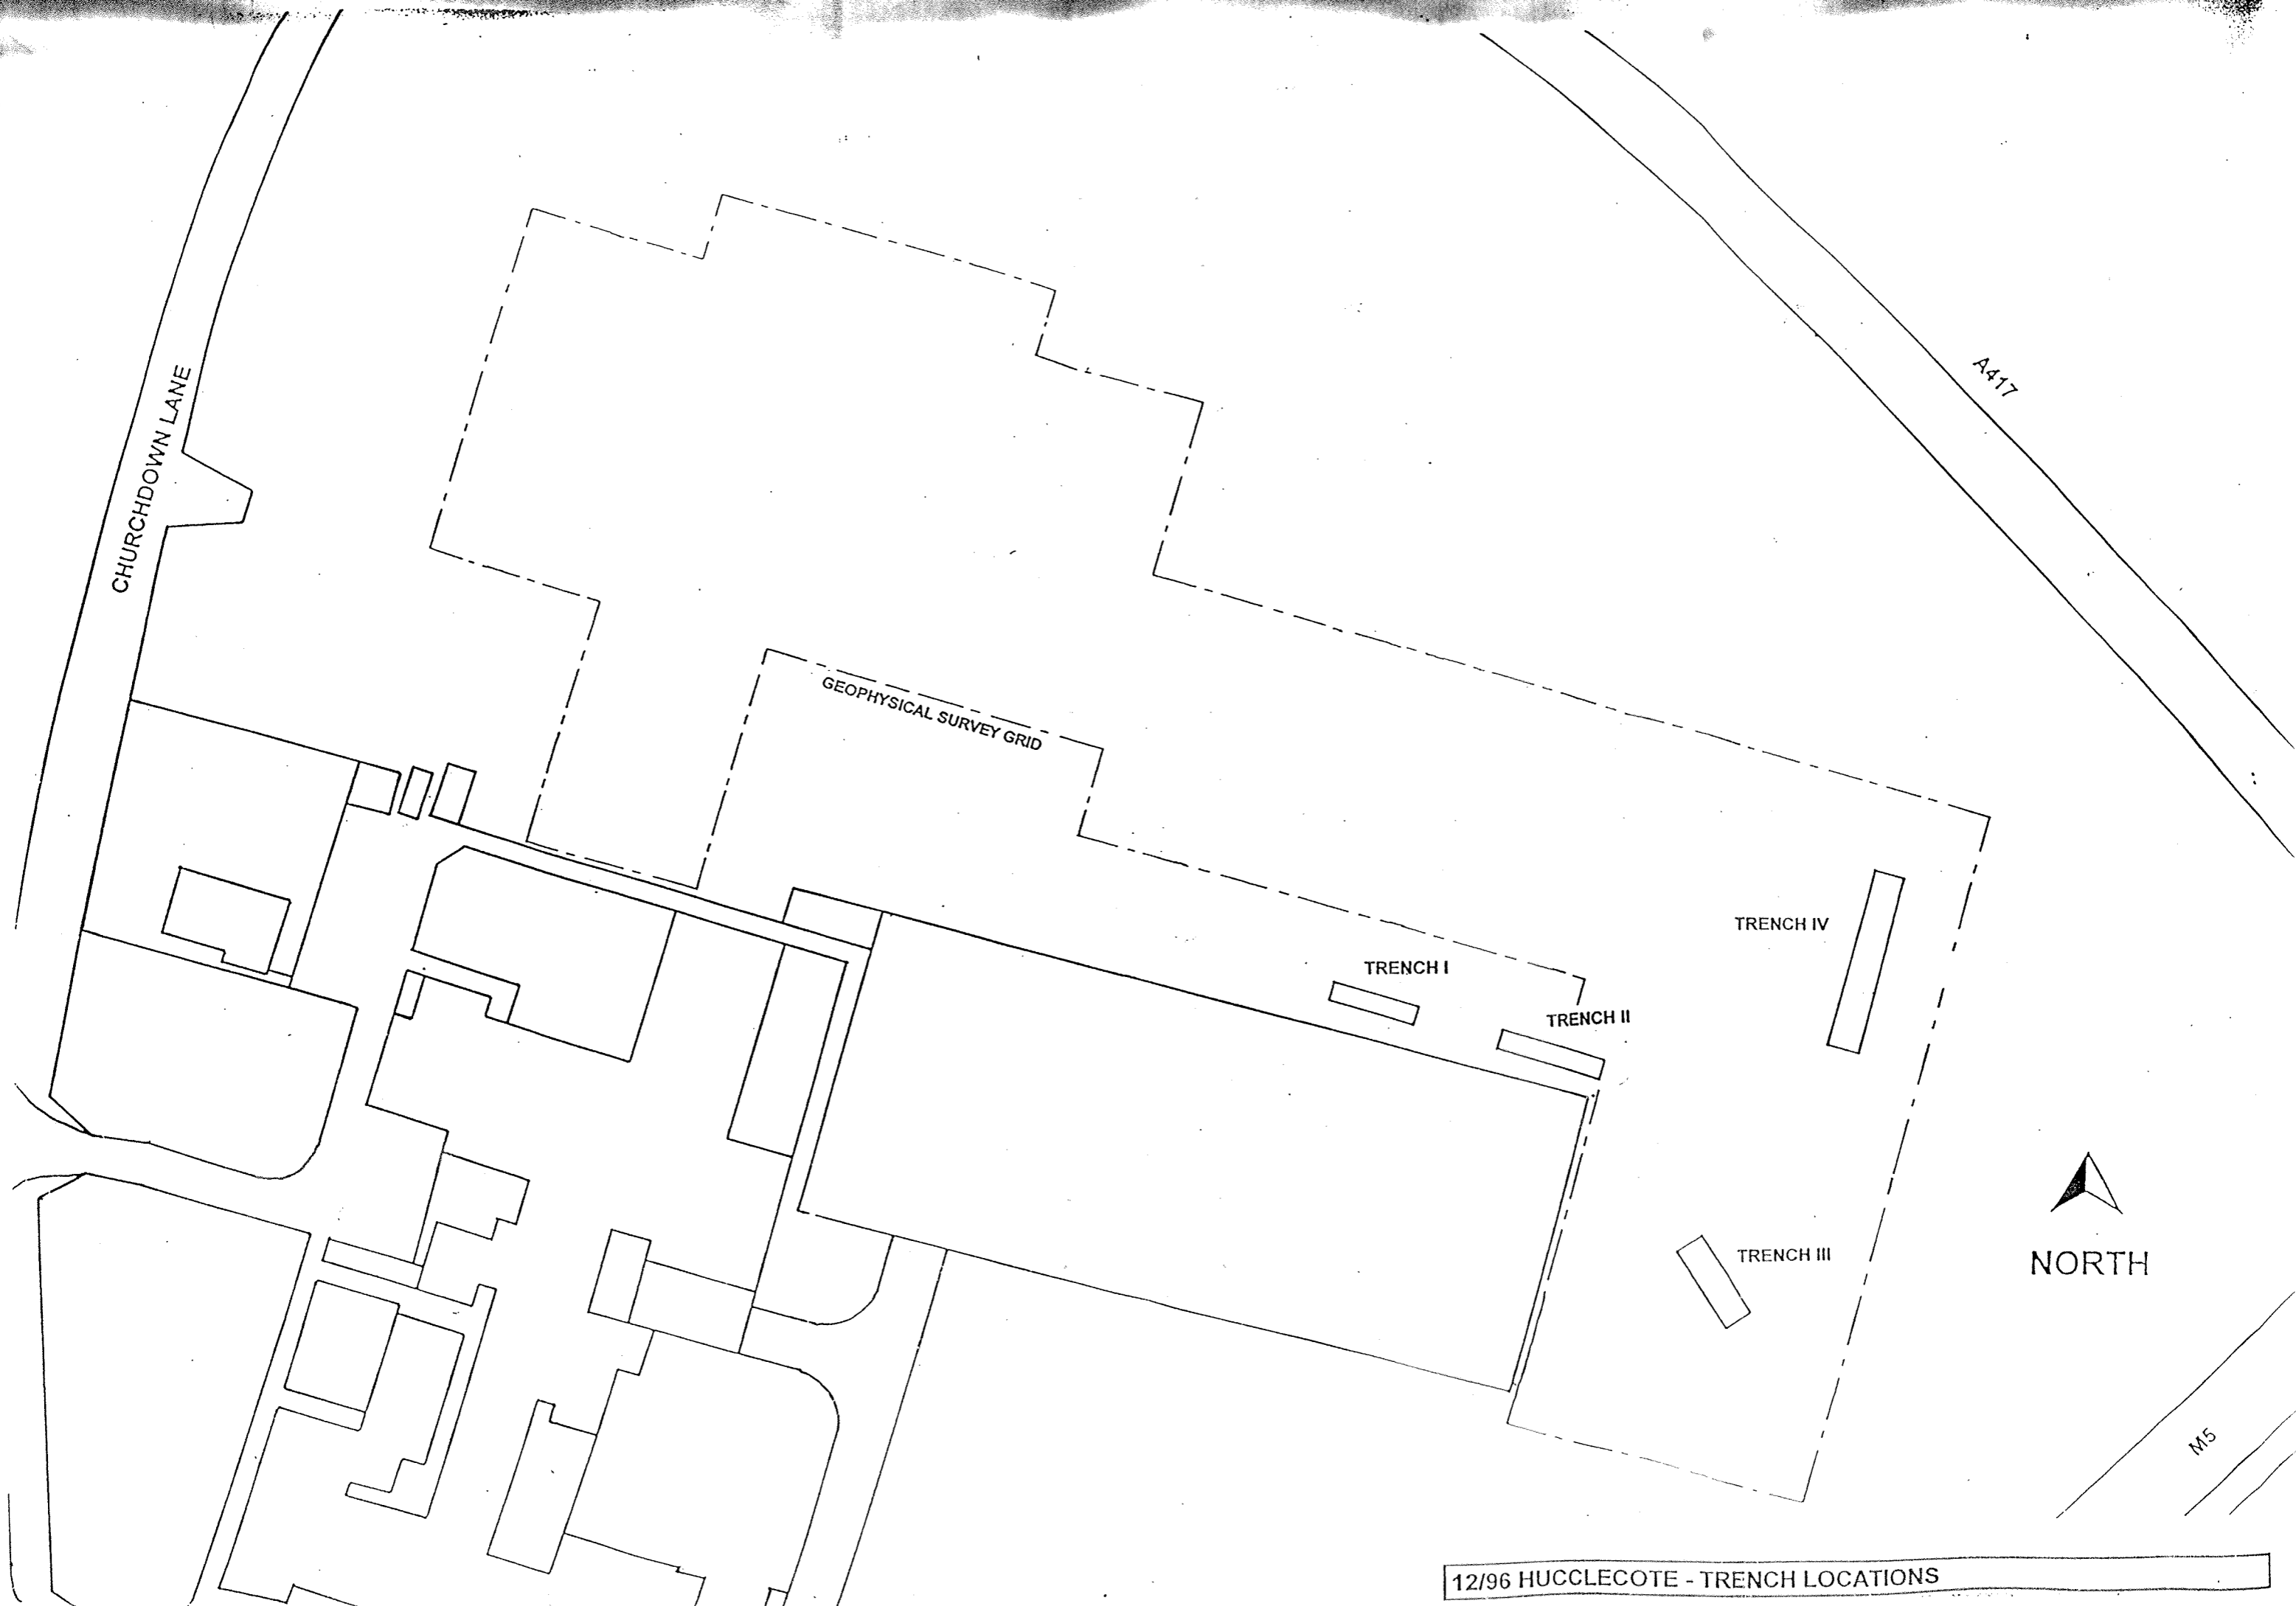 A417
CHURCHDOWN LANE
GEOPHYSICAL SURVEY GRID
TRENCH IV
TRENCH I
TRENCH II
TRENCH III
NORTH
M5
12/96 HUCCLECOTE - TRENCH LOCATIONS